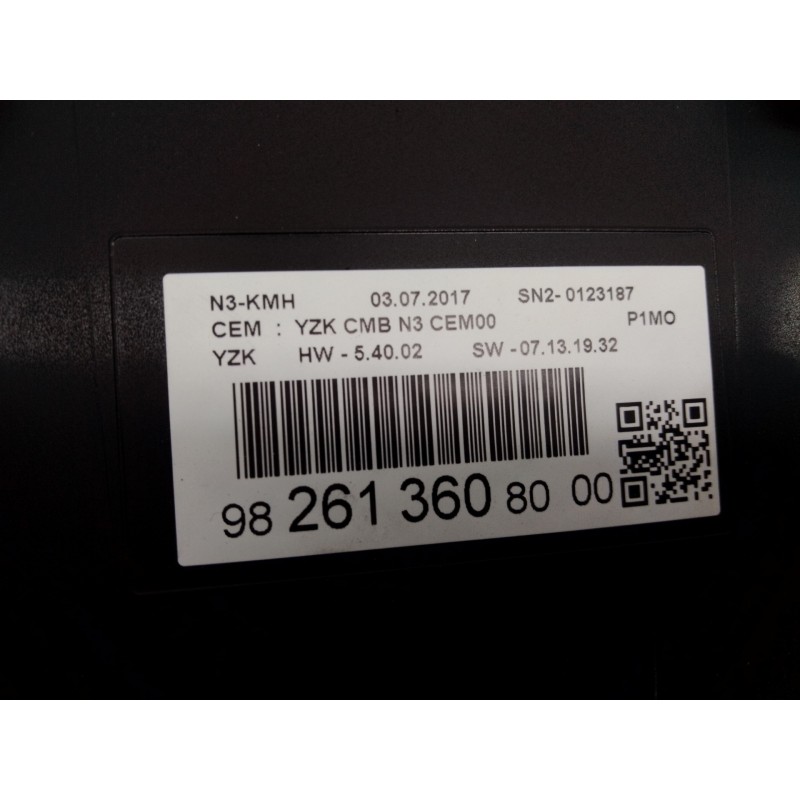 N3-KMH 03.07.2017 SN2- 0123187
CEM : YZK CMB N3 CEM00 P1MO
YZK HW - 5.40.02 SW - 07.13.19.32
98 261 360 80 00